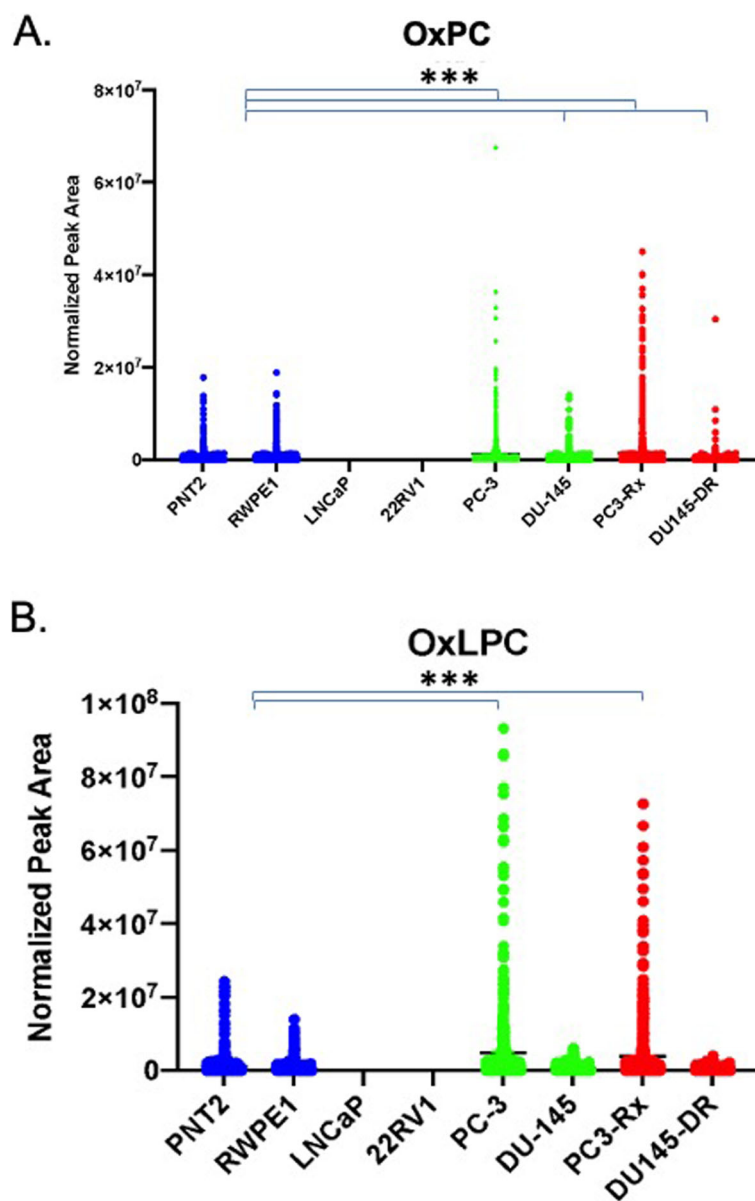 A.
OxPC
***
Normalized Peak Area
8×10⁷
6×10⁷
4×10⁷
2×10⁷
0
PNT2
RWPE1
LNCaP
22RV1
PC-3
DU-145
PC3-Rx
DU145-DR
B.
OxLPC
***
Normalized Peak Area
1×10⁸
8×10⁷
6×10⁷
4×10⁷
2×10⁷
0
PNT2
RWPE1
LNCaP
22RV1
PC-3
DU-145
PC3-Rx
DU145-DR